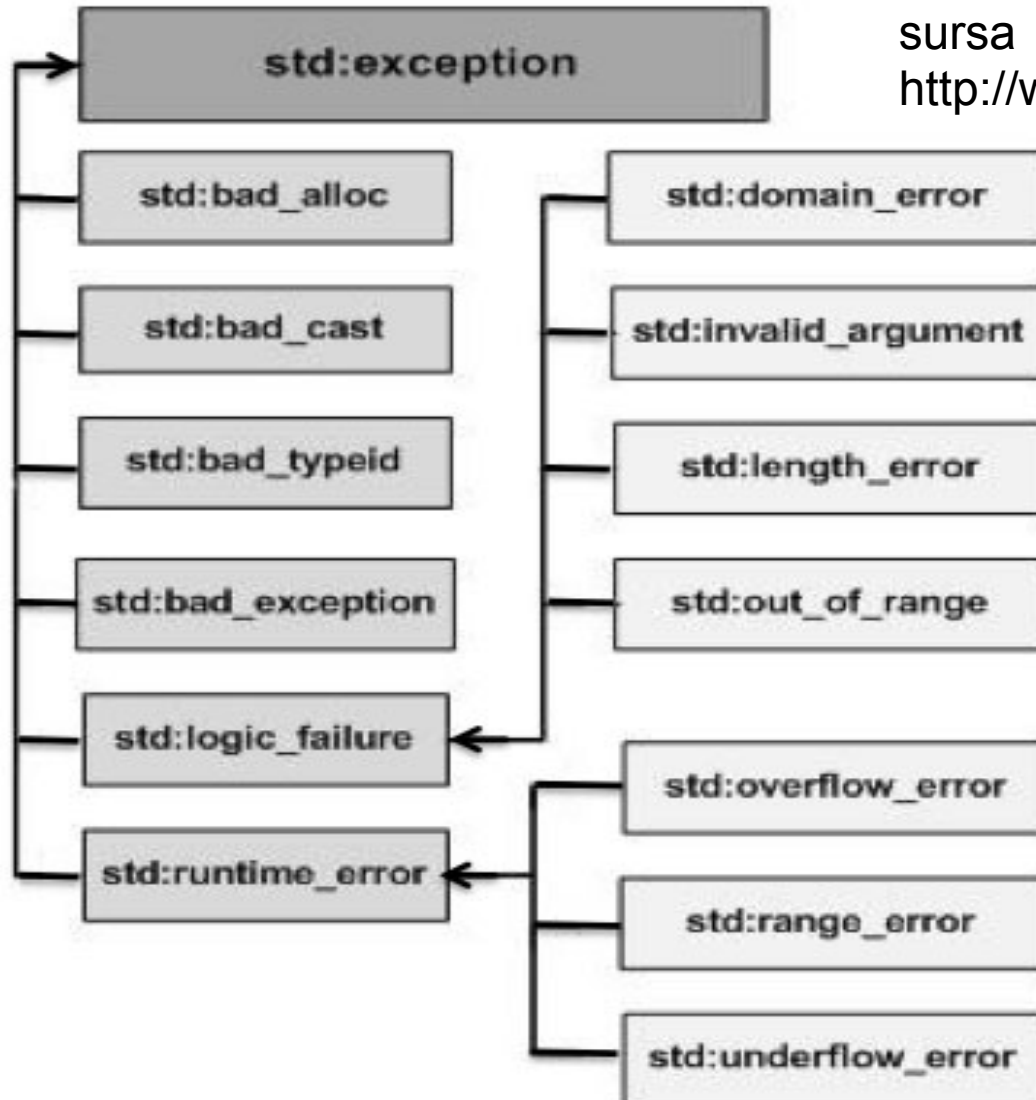 std:exception
sursa
std:bad_alloc
std:bad_cast
std:bad_typeid
std:bad_exception
std:logic_failure
std:runtime_error
std:domain_error
std:invalid_argument
std:length_error
std:out_of_range
std:overflow_error
std:range_error
std:underflow_error